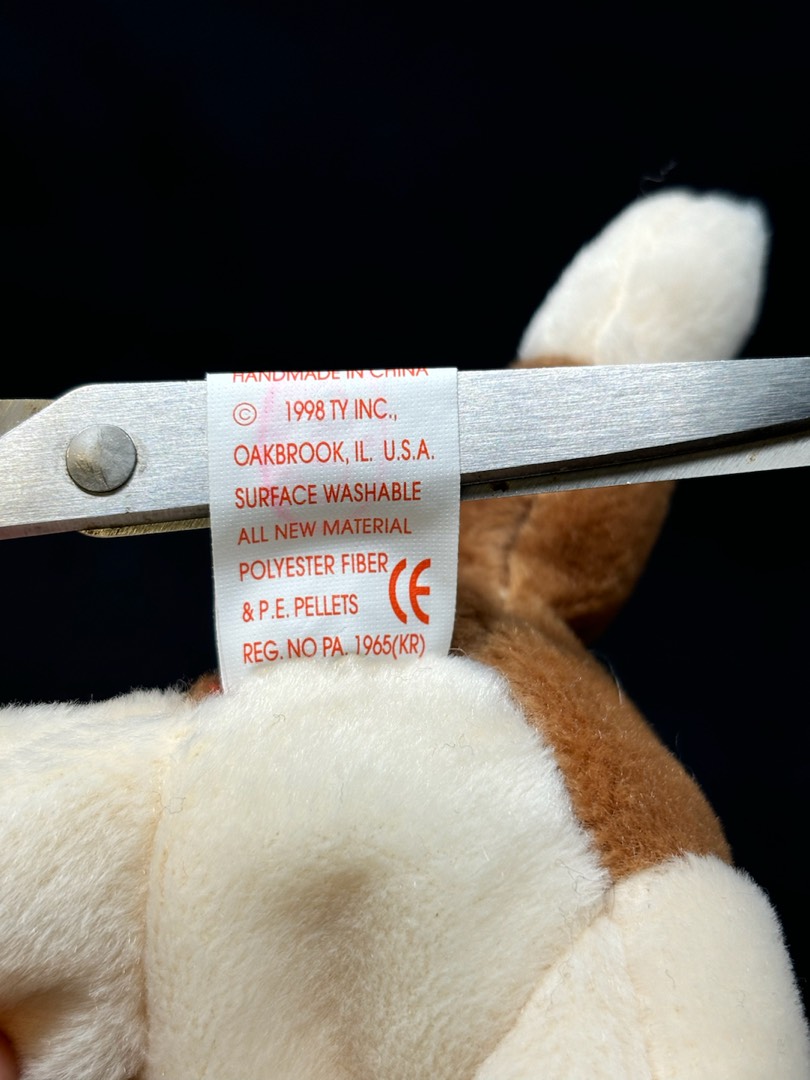 HANDMADE IN CHINA
© 1998 TY INC.,
OAKBROOK, IL. U.S.A.
SURFACE WASHABLE
ALL NEW MATERIAL
POLYESTER FIBER
& P.E. PELLETS CE
REG. NO PA. 1965(KR)